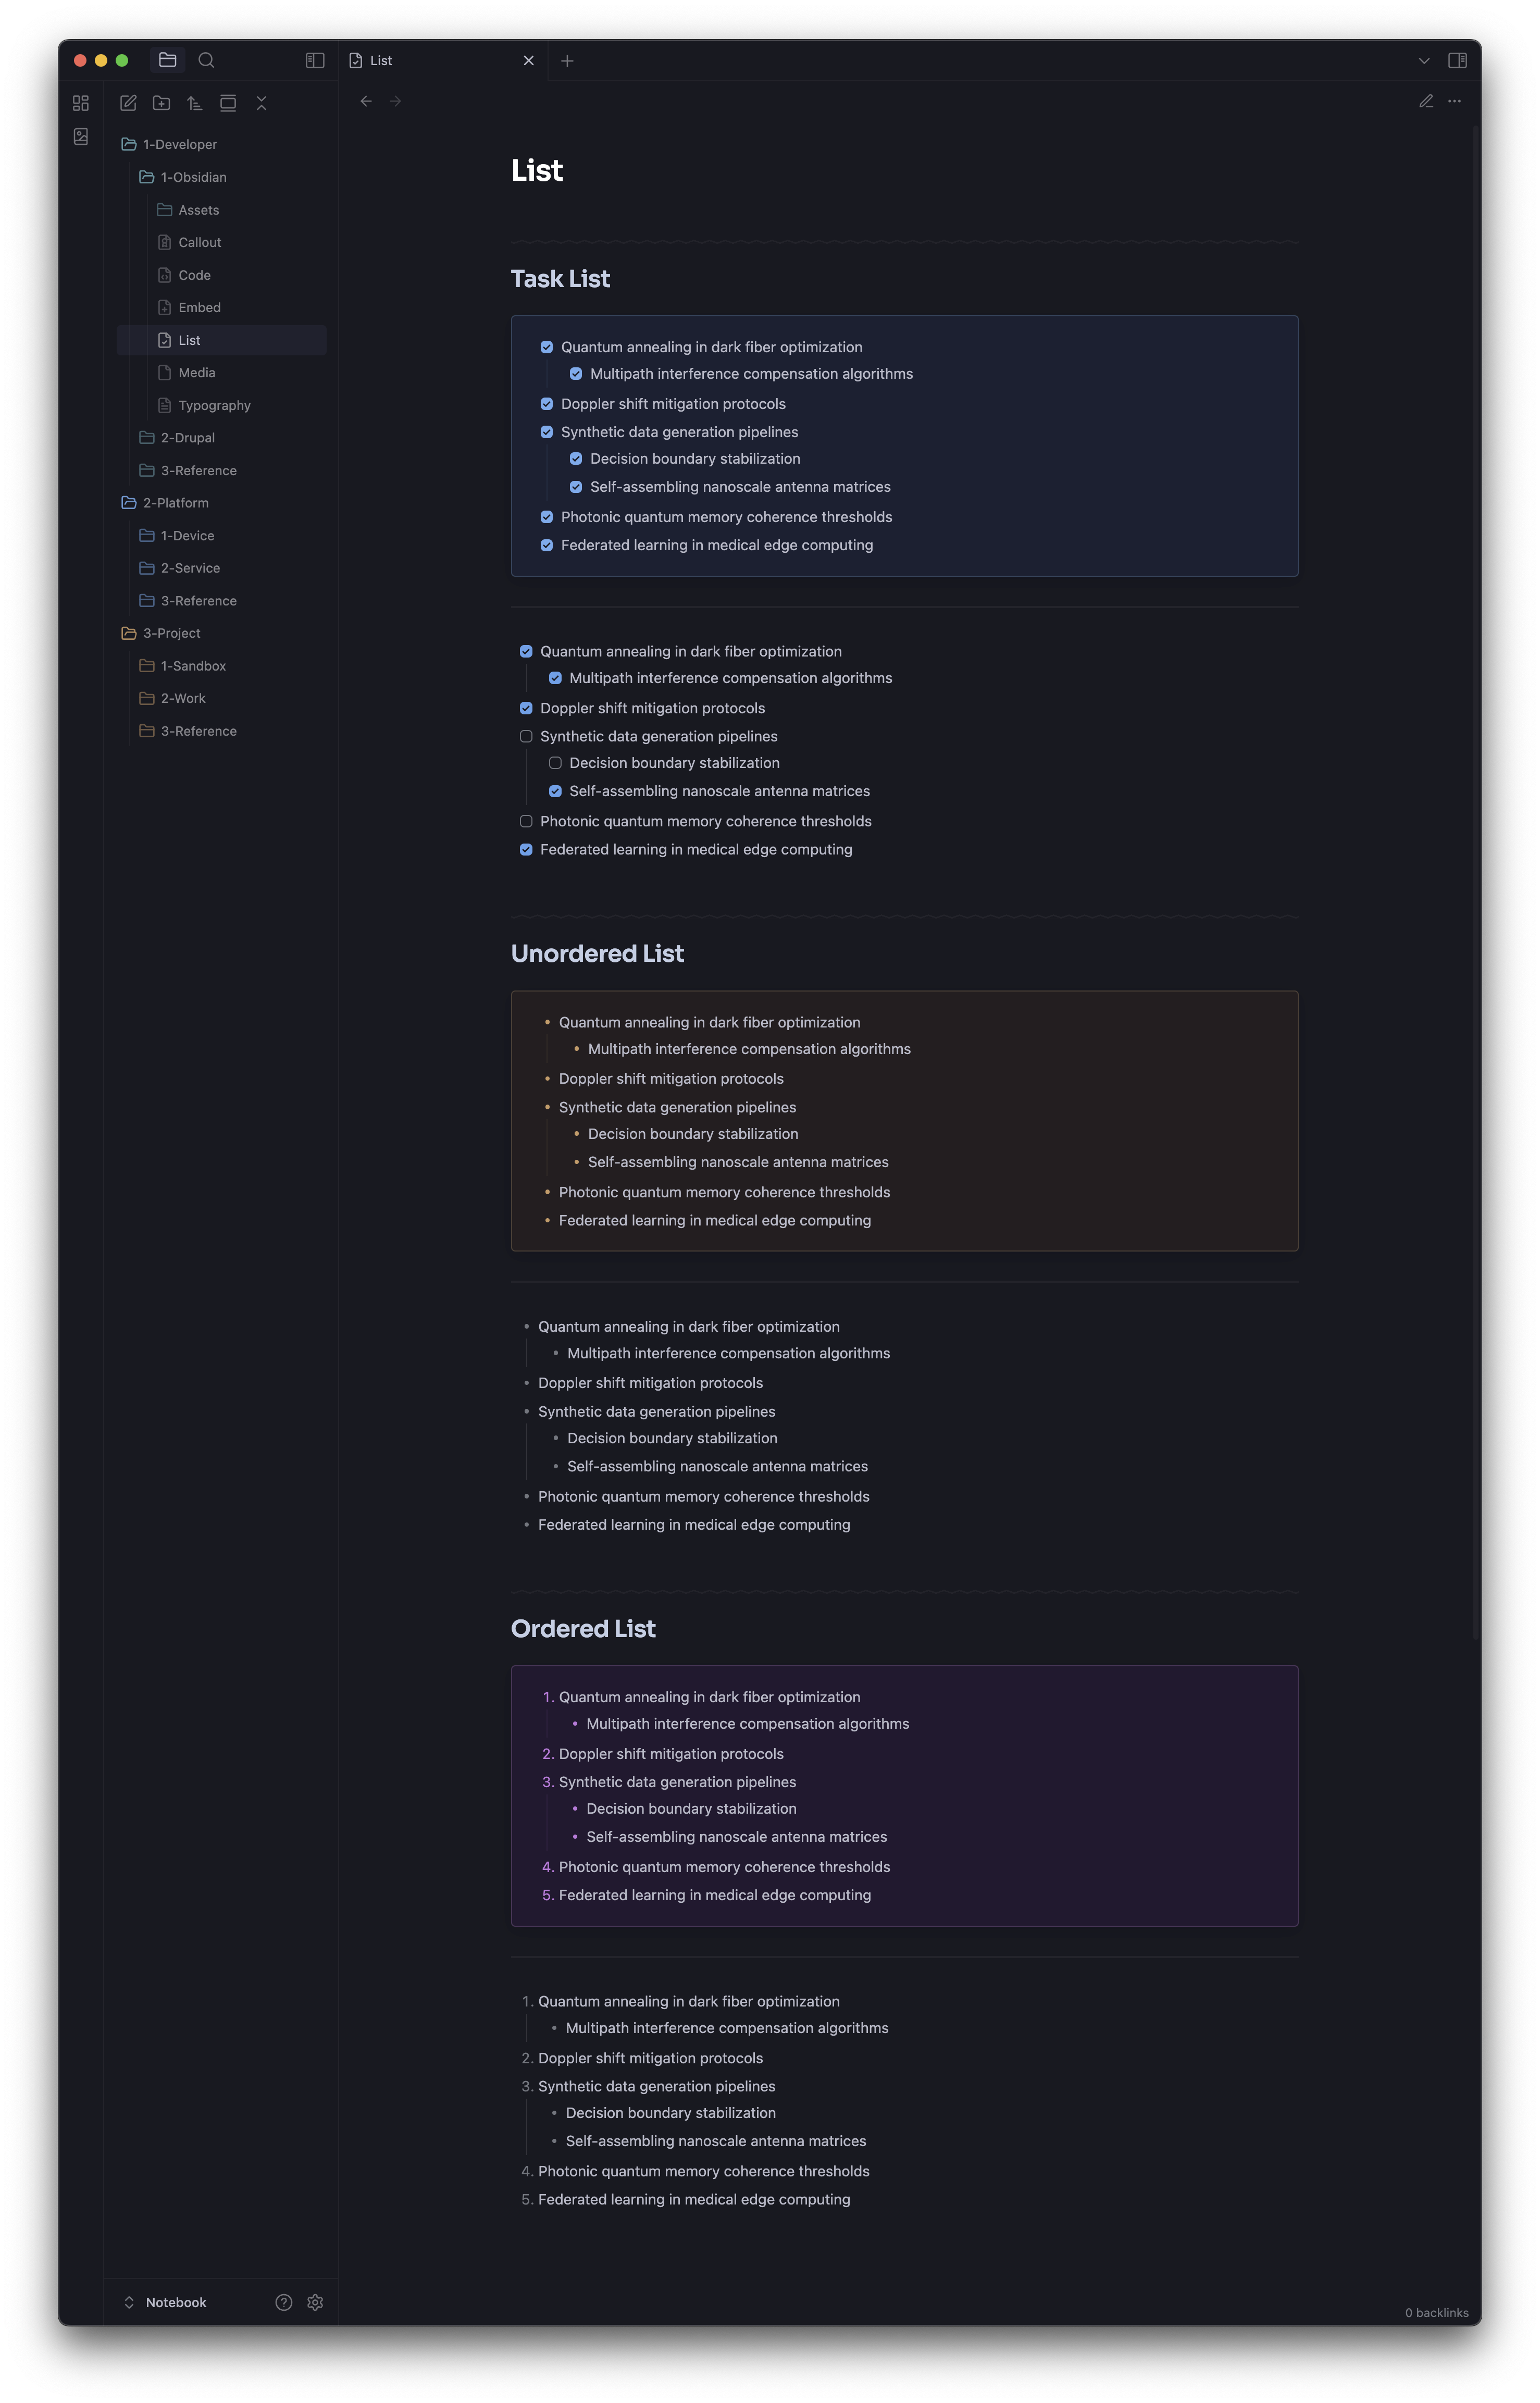 List
1-Developer
1-Obsidian
Assets
Callout
Code
Embed
List
Media
Typography
2-Drupal
3-Reference
2-Platform
1-Device
2-Service
3-Reference
3-Project
1-Sandbox
2-Work
3-Reference
Notebook
List
Task List
Quantum annealing in dark fiber optimization
Multipath interference compensation algorithms
Doppler shift mitigation protocols
Synthetic data generation pipelines
Decision boundary stabilization
Self-assembling nanoscale antenna matrices
Photonic quantum memory coherence thresholds
Federated learning in medical edge computing
Quantum annealing in dark fiber optimization
Multipath interference compensation algorithms
Doppler shift mitigation protocols
Synthetic data generation pipelines
Decision boundary stabilization
Self-assembling nanoscale antenna matrices
Photonic quantum memory coherence thresholds
Federated learning in medical edge computing
Unordered List
• Quantum annealing in dark fiber optimization
• Multipath interference compensation algorithms
• Doppler shift mitigation protocols
• Synthetic data generation pipelines
• Decision boundary stabilization
• Self-assembling nanoscale antenna matrices
• Photonic quantum memory coherence thresholds
• Federated learning in medical edge computing
• Quantum annealing in dark fiber optimization
• Multipath interference compensation algorithms
• Doppler shift mitigation protocols
• Synthetic data generation pipelines
• Decision boundary stabilization
• Self-assembling nanoscale antenna matrices
• Photonic quantum memory coherence thresholds
• Federated learning in medical edge computing
Ordered List
1. Quantum annealing in dark fiber optimization
• Multipath interference compensation algorithms
2. Doppler shift mitigation protocols
3. Synthetic data generation pipelines
• Decision boundary stabilization
• Self-assembling nanoscale antenna matrices
4. Photonic quantum memory coherence thresholds
5. Federated learning in medical edge computing
1. Quantum annealing in dark fiber optimization
• Multipath interference compensation algorithms
2. Doppler shift mitigation protocols
3. Synthetic data generation pipelines
• Decision boundary stabilization
• Self-assembling nanoscale antenna matrices
4. Photonic quantum memory coherence thresholds
5. Federated learning in medical edge computing
0 backlinks